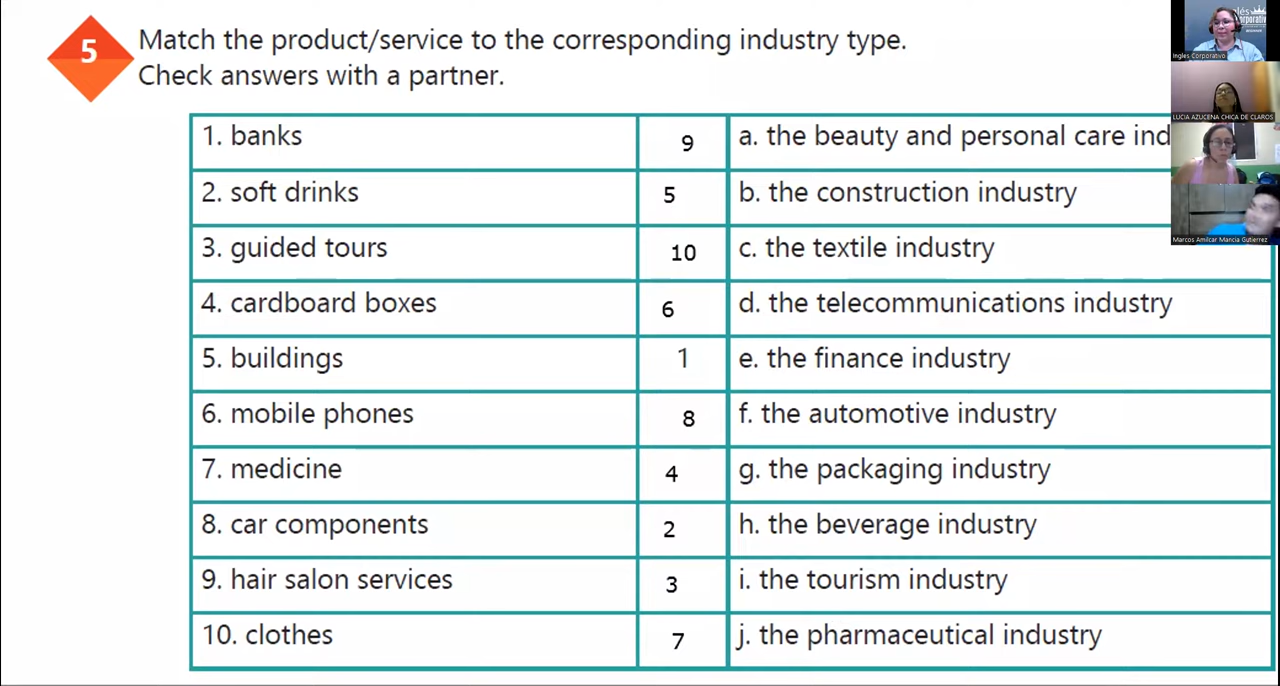 5
Match the product/service to the corresponding industry type.
Check answers with a partner.
1. banks 9 a. the beauty and personal care ind
2. soft drinks 5 b. the construction industry
3. guided tours 10 c. the textile industry
4. cardboard boxes 6 d. the telecommunications industry
5. buildings 1 e. the finance industry
6. mobile phones 8 f. the automotive industry
7. medicine 4 g. the packaging industry
8. car components 2 h. the beverage industry
9. hair salon services 3 i. the tourism industry
10. clothes 7 j. the pharmaceutical industry
Ingles Corporativo
LUCIA AZUCENA CHICA DE CLAROS
Marcos Amilcar Mancia Gutierrez